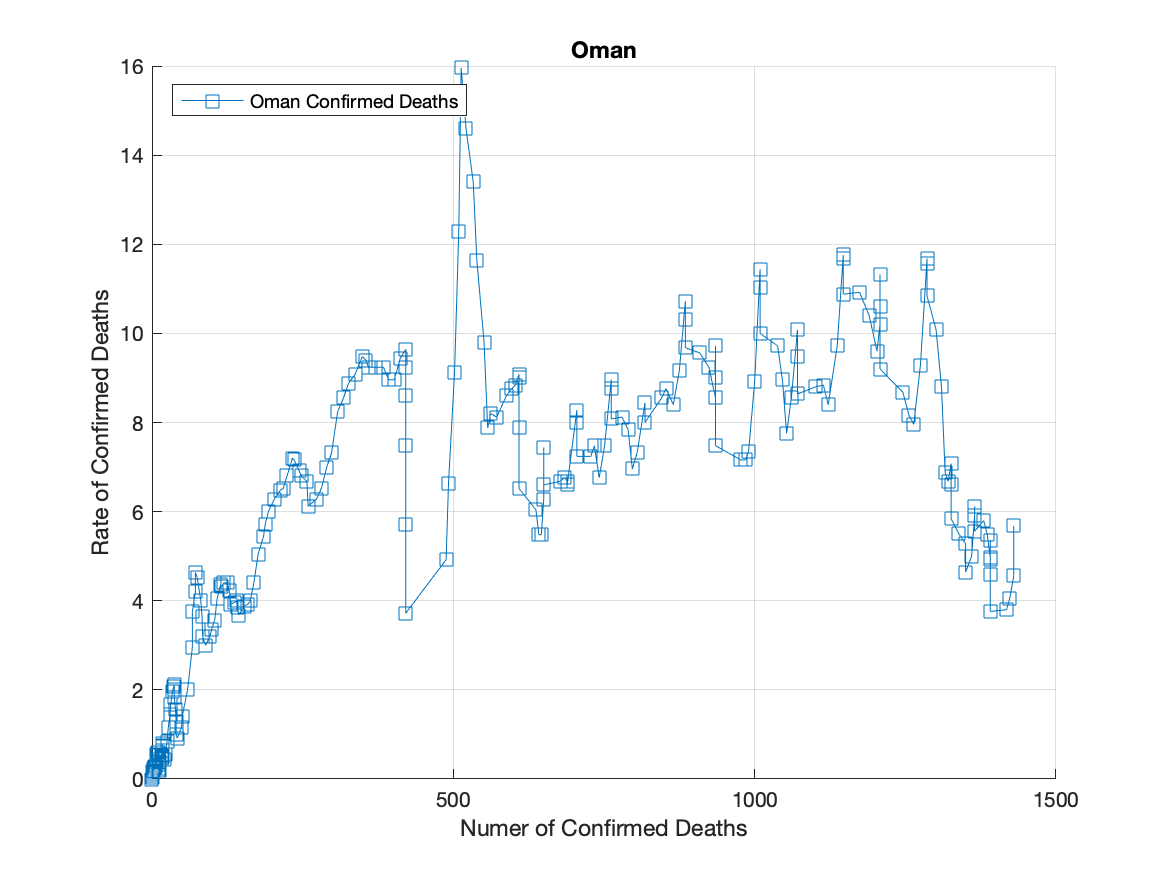 Oman
Oman Confirmed Deaths
Rate of Confirmed Deaths
16
14
12
10
8
6
4
2
0
0 500 1000 1500
Numer of Confirmed Deaths